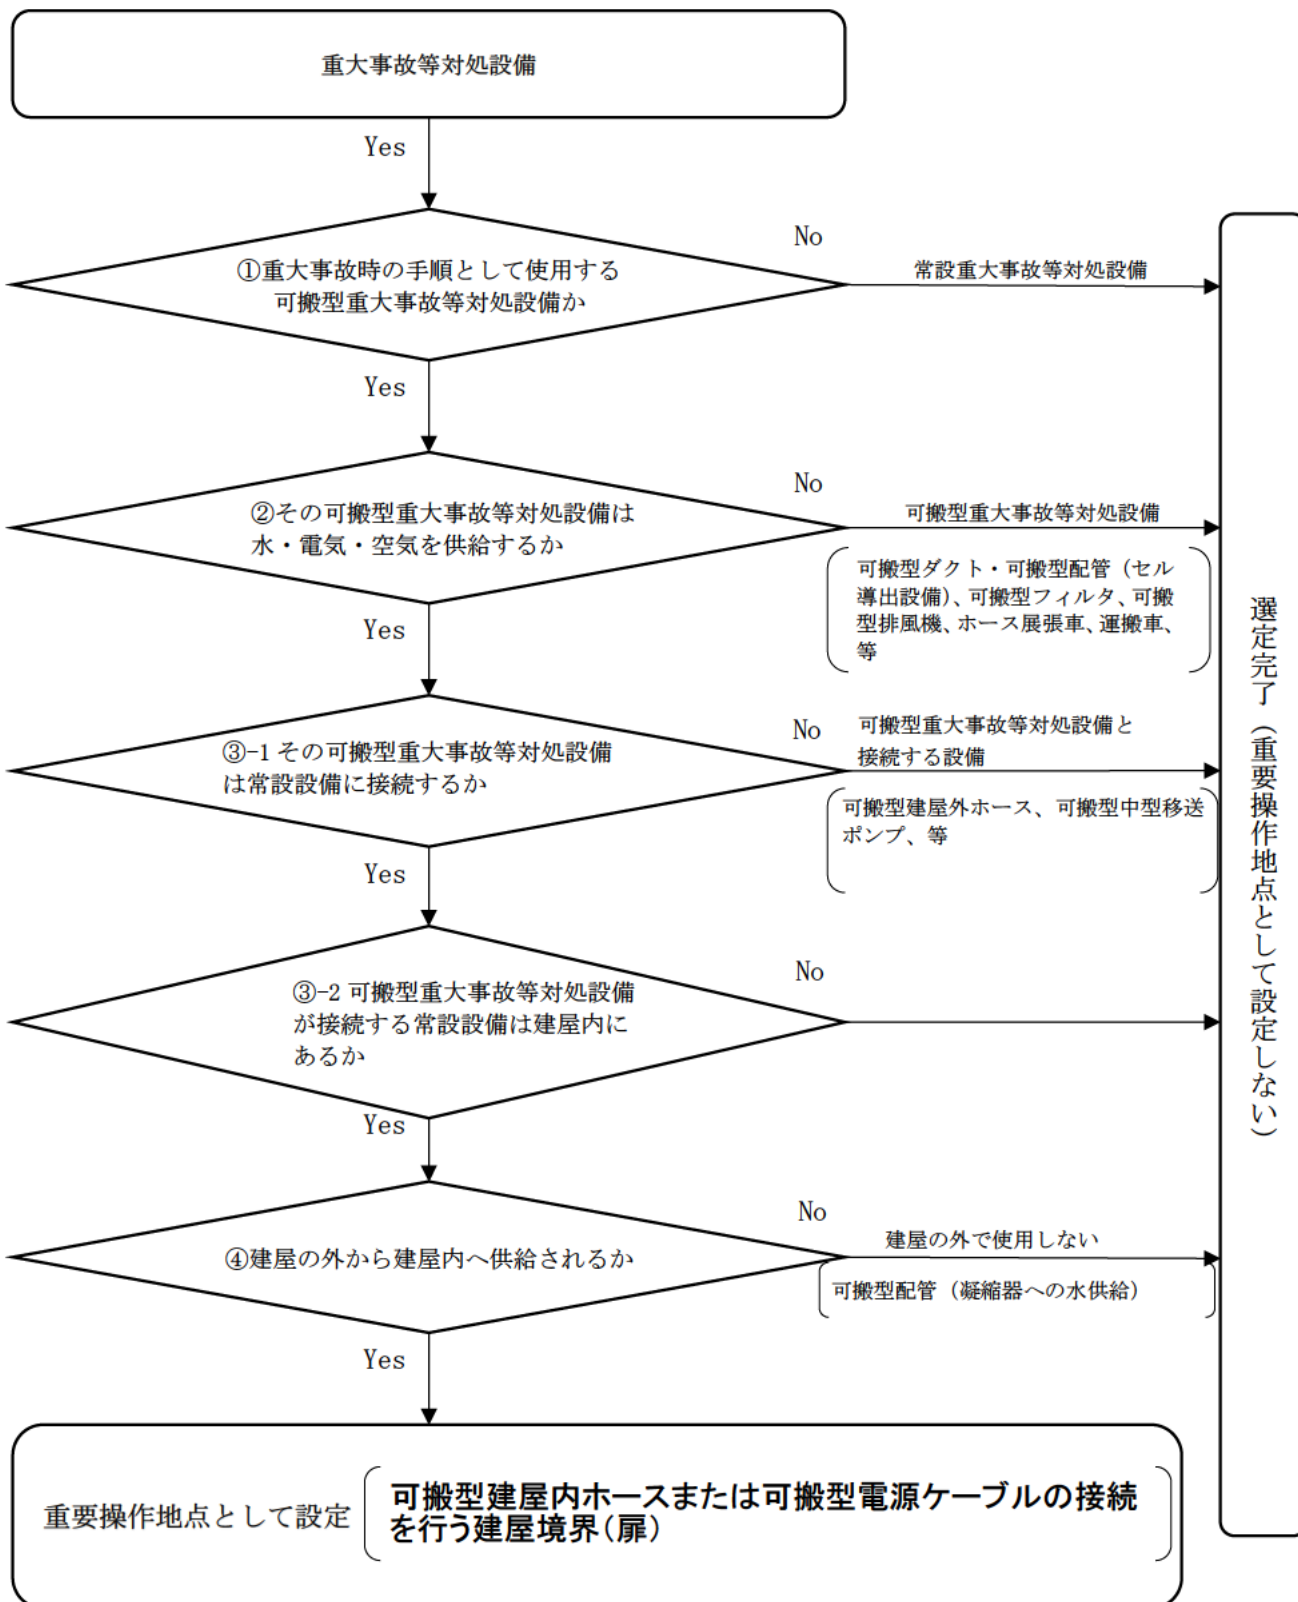 重大事故等対処設備
Yes
①重大事故時の手順として使用する
可搬型重大事故等対処設備か
No
常設重大事故等対処設備
Yes
②その可搬型重大事故等対処設備は
水・電気・空気を供給するか
No
可搬型重大事故等対処設備
可搬型ダクト・可搬型配管（セル
導出設備）、可搬型フィルタ、可搬
型排風機、ホース展張車、運搬車、
等
Yes
③-1 その可搬型重大事故等対処設備
は常設設備に接続するか
No
可搬型重大事故等対処設備と
接続する設備
可搬型建屋外ホース、可搬型中型移送
ポンプ、等
Yes
③-2 可搬型重大事故等対処設備
が接続する常設設備は建屋内に
あるか
No
Yes
④建屋の外から建屋内へ供給されるか
No
建屋の外で使用しない
可搬型配管（凝縮器への水供給）
Yes
重要操作地点として設定
可搬型建屋内ホースまたは可搬型電源ケーブルの接続
を行う建屋境界（扉）
選定完了（重要操作地点として設定しない）